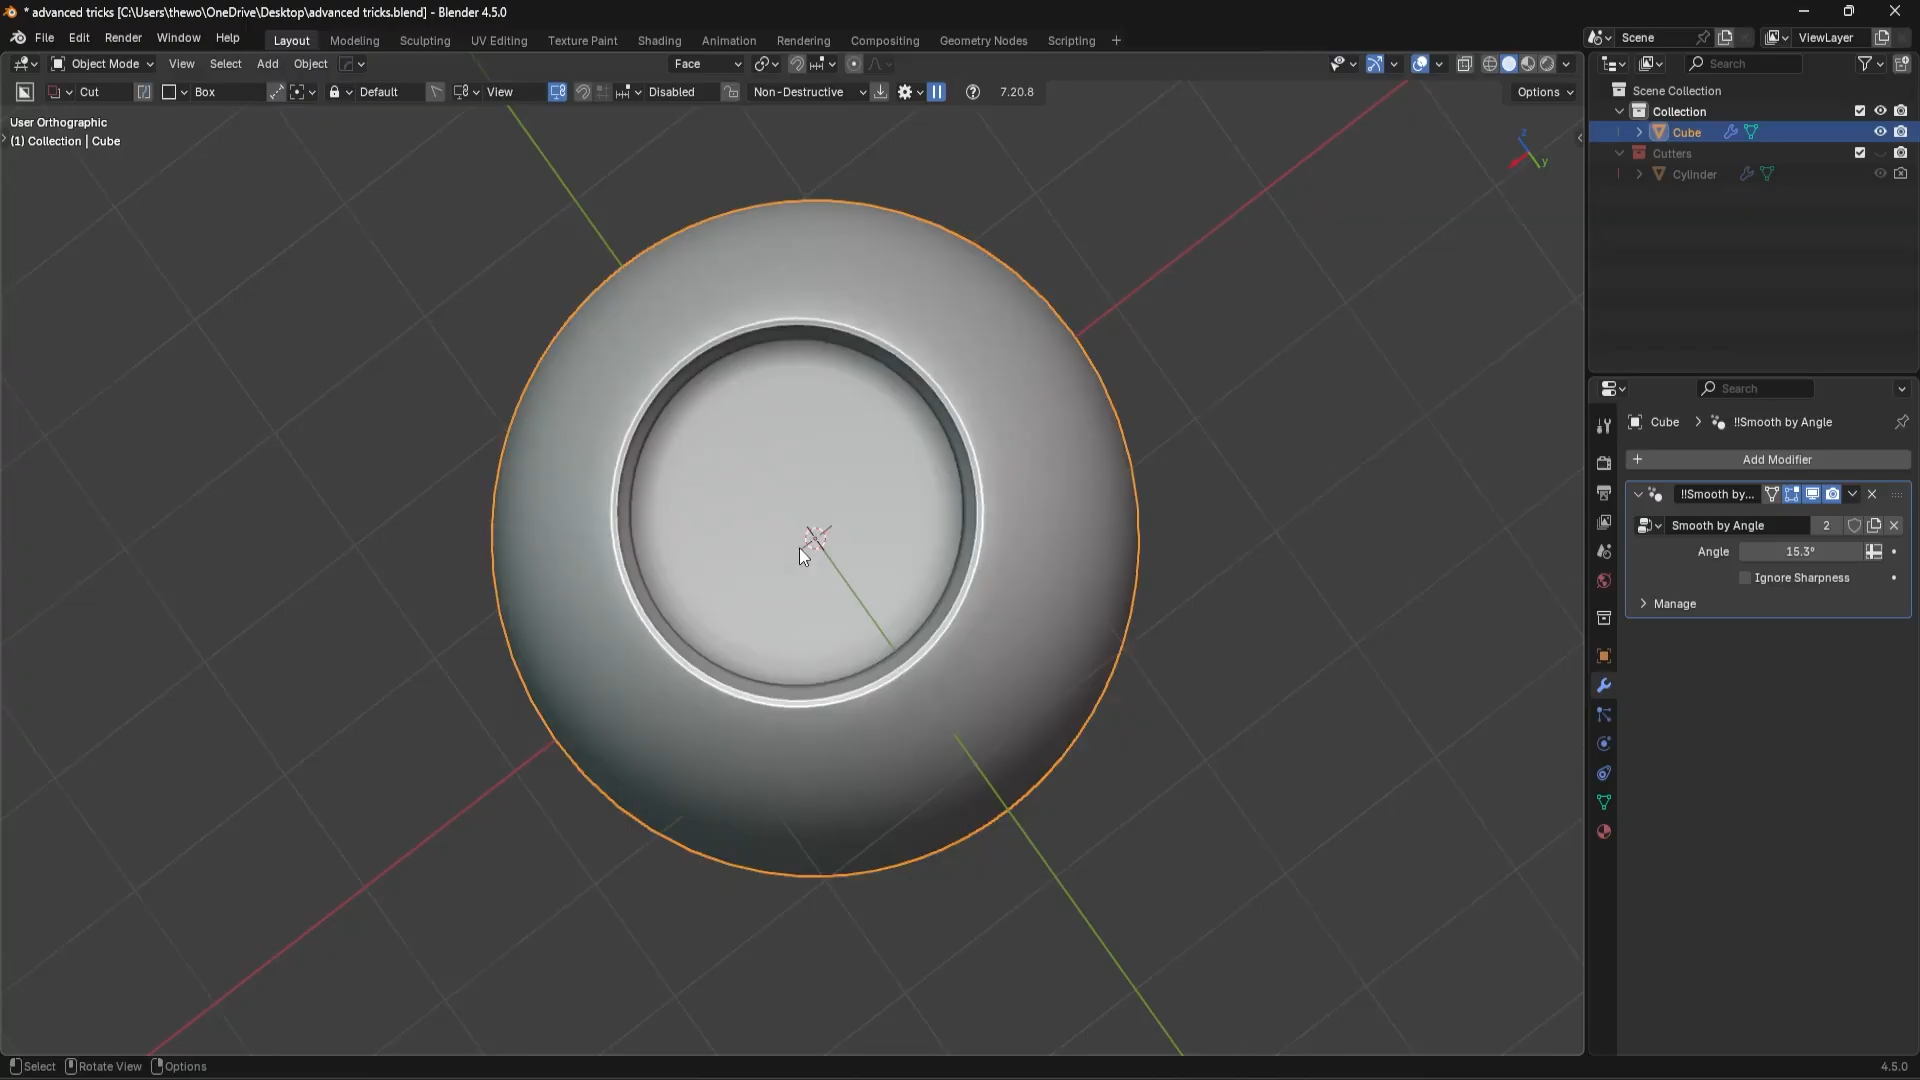 * advanced tricks [C:\Users\thewo\OneDrive\Desktop\advanced tricks.blend] - Blender 4.5.0
File Edit Render Window Help Layout Modeling Sculpting UV Editing Texture Paint Shading Animation Rendering Compositing Geometry Nodes Scripting + Scene ViewLayer
Object Mode View Select Add Object Face Search
Cut Box Default View Disabled Non-Destructive 7.20.8 Options
User Orthographic
(1) Collection | Cube
Z
Y
Scene Collection
Collection
Cube
Cutters
Cylinder
Search
Cube > !!Smooth by Angle
+ Add Modifier
!!Smooth by...
Smooth by Angle 2
Angle 15.3°
Ignore Sharpness
Manage
Select Rotate View Options 4.5.0